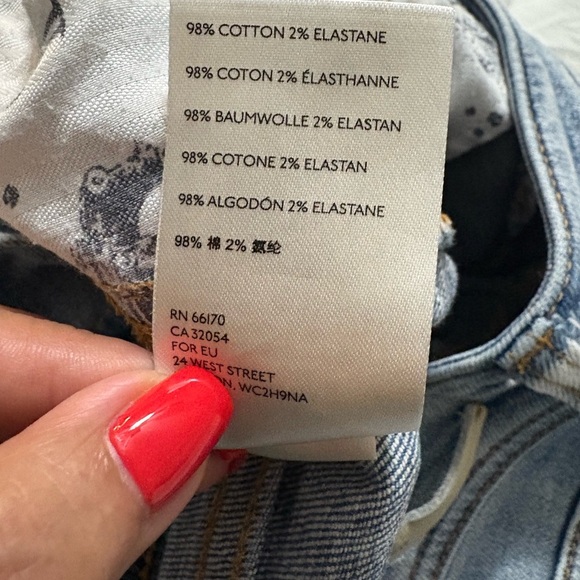 98% COTTON 2% ELASTANE
98% COTON 2% ÉLASTHANNE
98% BAUMWOLLE 2% ELASTAN
98% COTONE 2% ELASTAN
98% ALGODÓN 2% ELASTANE
98% 棉 2% 氨纶
RN 66170
CA 32054
FOR EU
24 WEST STREET
WC2H9NA